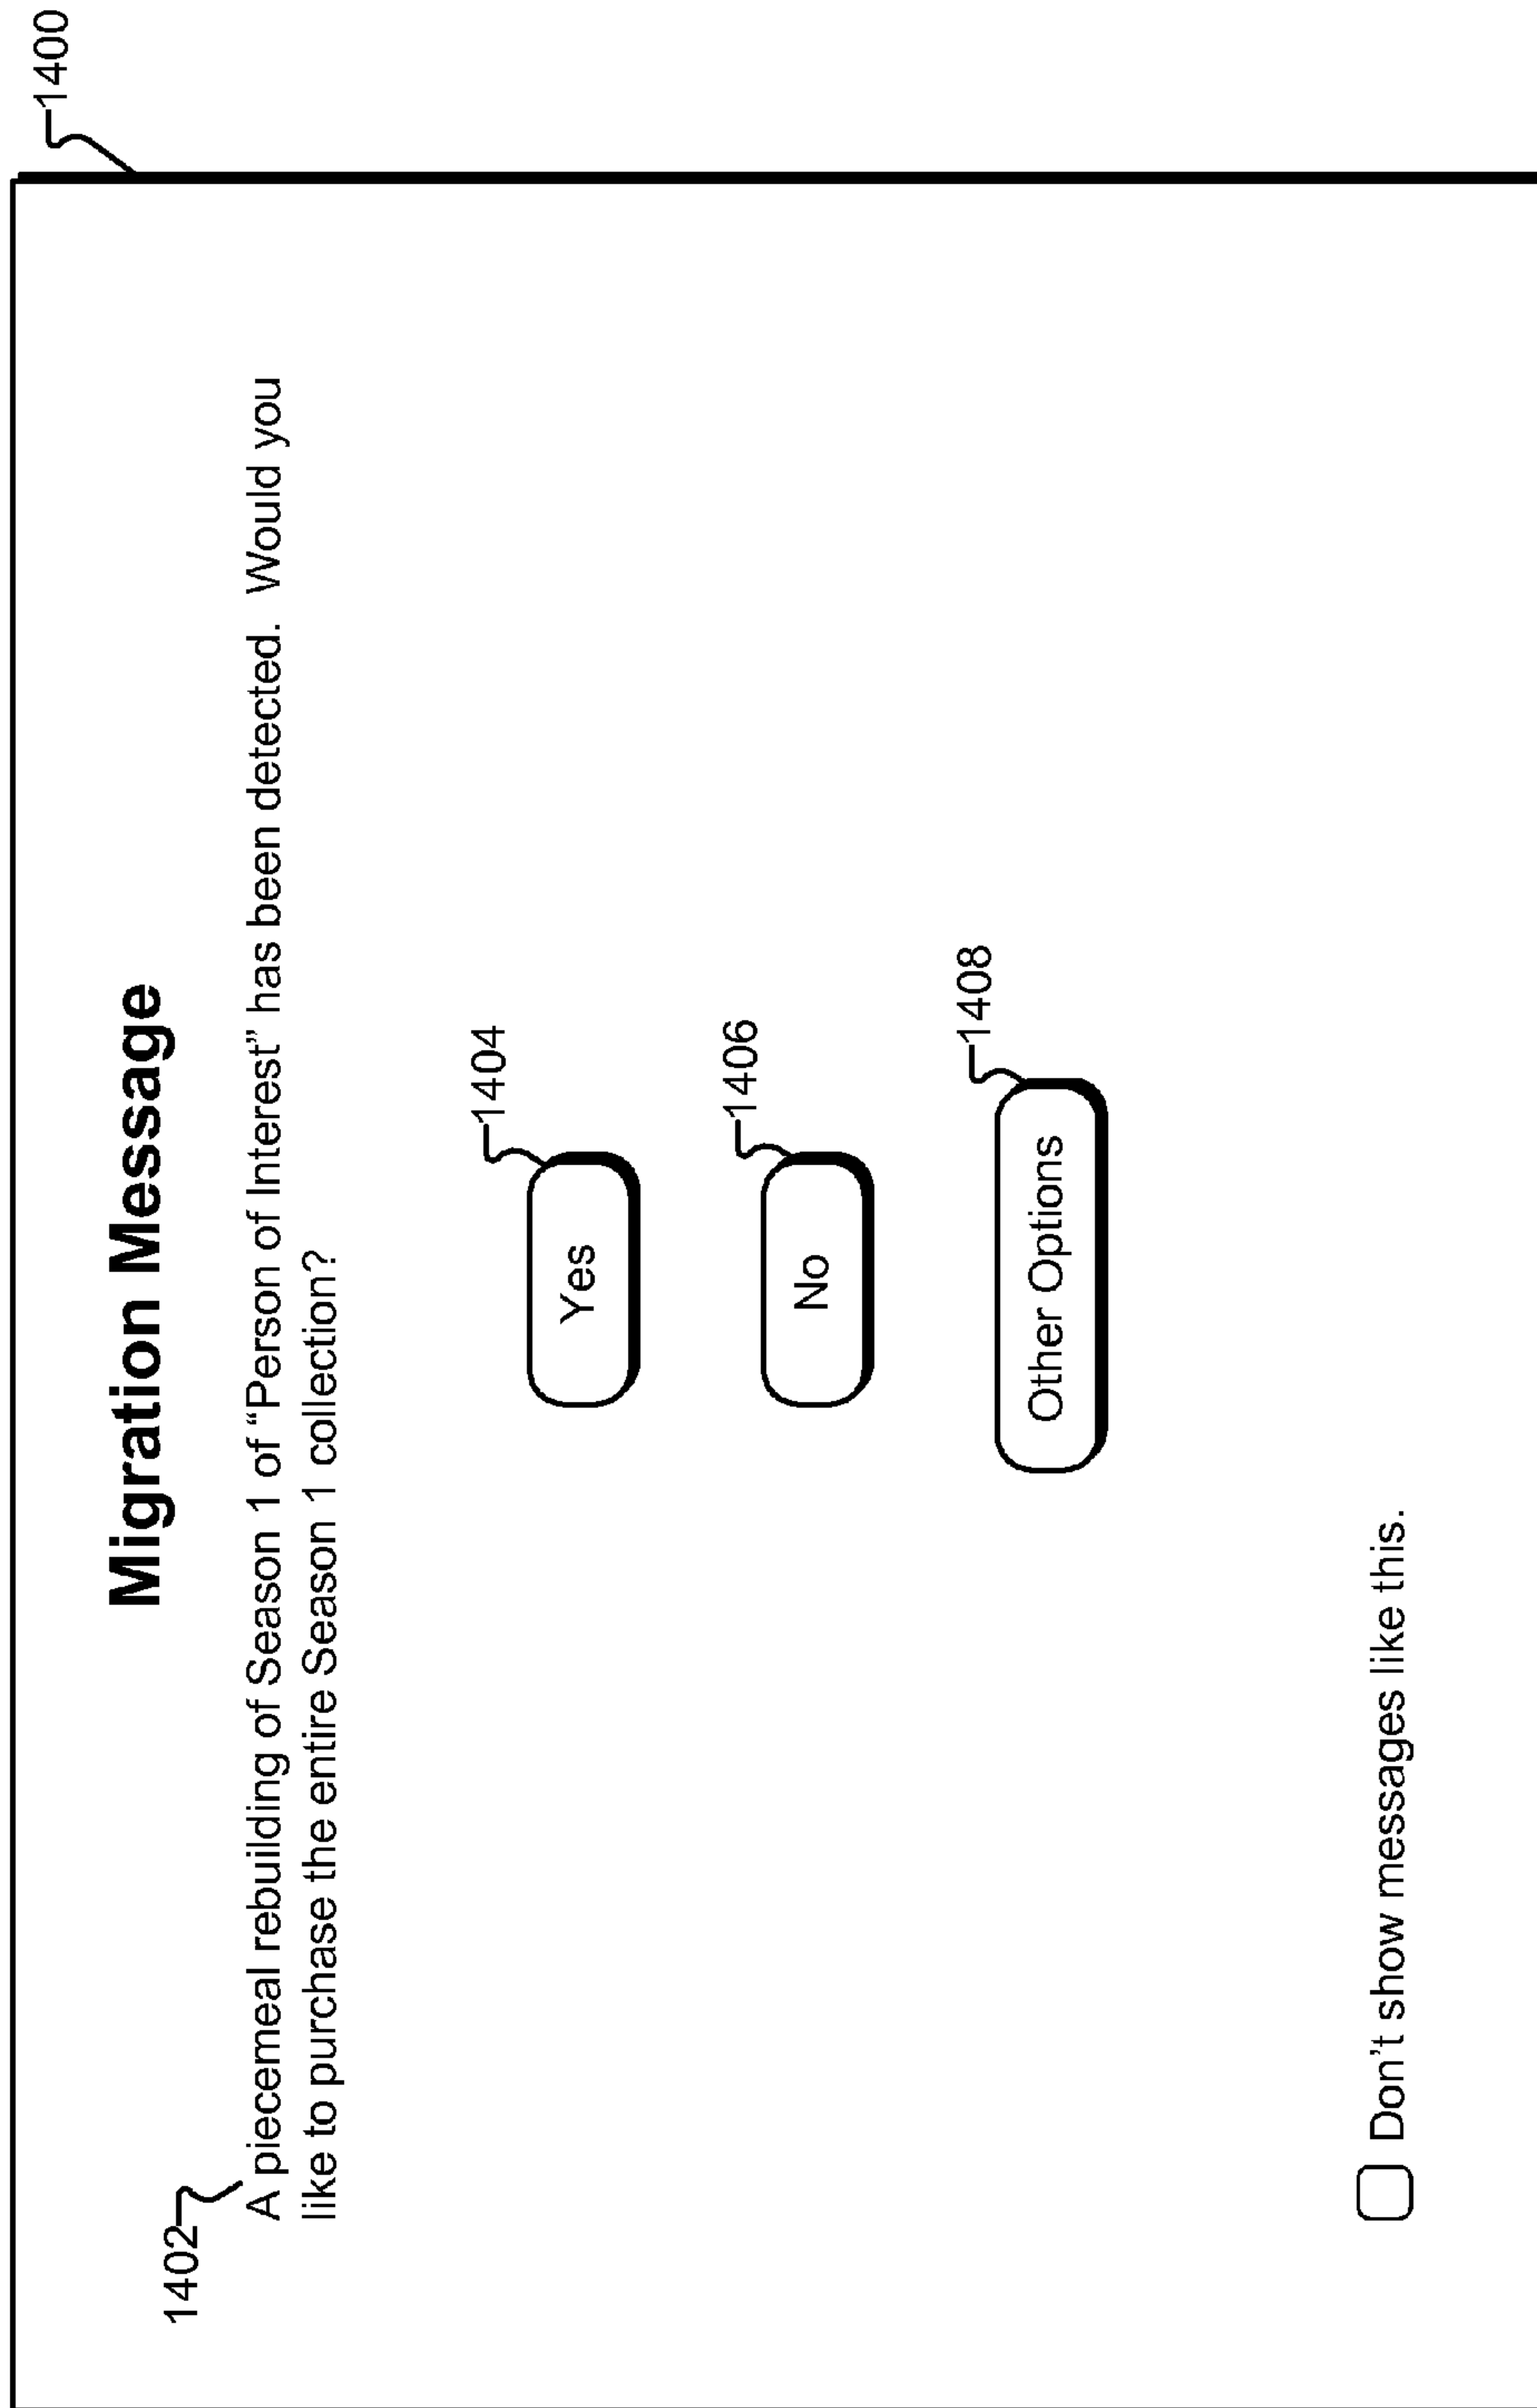 1400
Migration Message
1402
A piecemeal rebuilding of Season 1 of “Person of Interest” has been detected.  Would you
like to purchase the entire Season 1 collection?
1404
Yes
1406
No
1408
Other Options
Don't show messages like this.